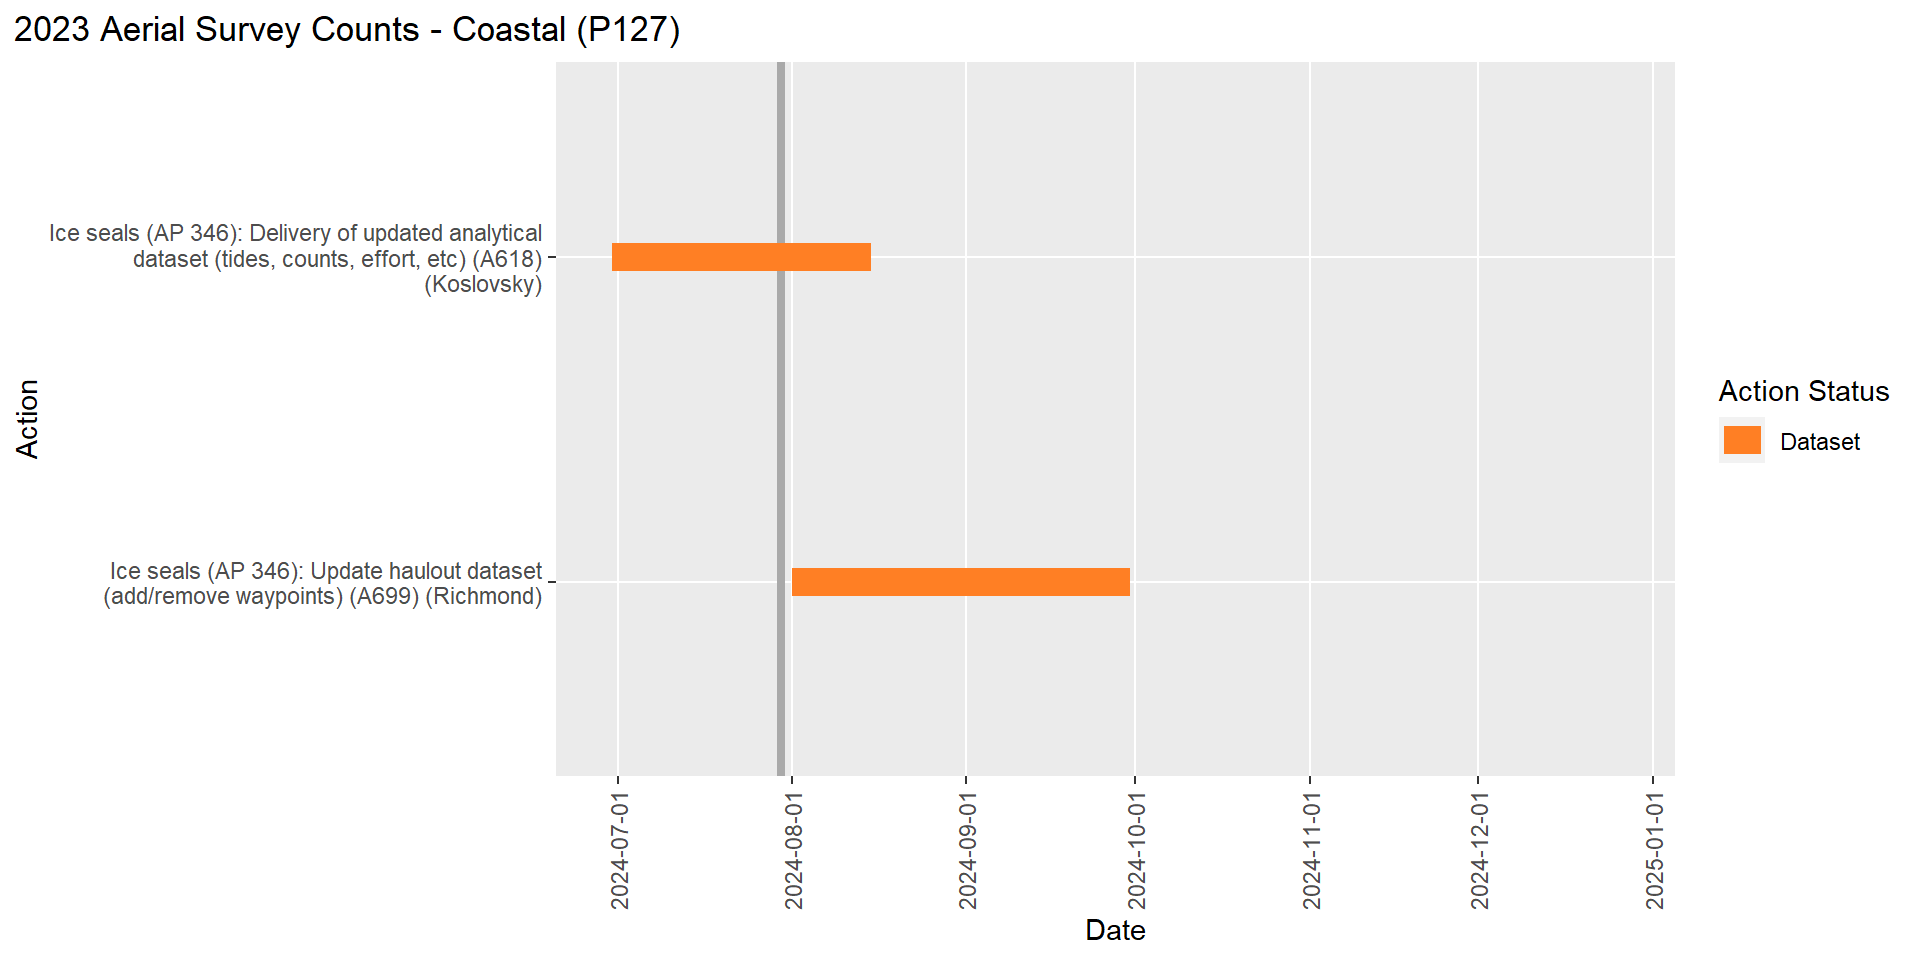 2023 Aerial Survey Counts - Coastal (P127)
Ice seals (AP 346): Delivery of updated analytical
dataset (tides, counts, effort, etc) (A618)
(Koslovsky)
Ice seals (AP 346): Update haulout dataset
(add/remove waypoints) (A699) (Richmond)
Action
2024-07-01
2024-08-01
2024-09-01
2024-10-01
2024-11-01
2024-12-01
2025-01-01
Date
Action Status
Dataset